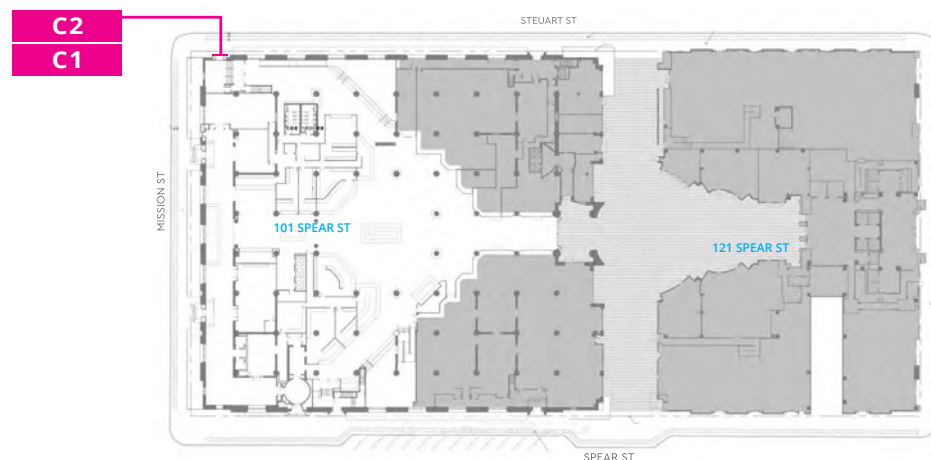 C2
C1
STEUART ST
MISSION ST
101 SPEAR ST
121 SPEAR ST
SPEAR ST